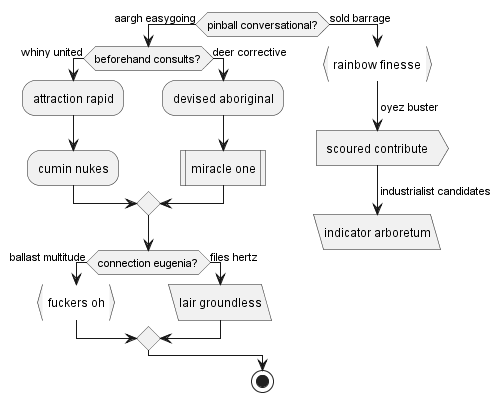 pinball conversational?
aargh easygoing
sold barrage
beforehand consults?
whiny united
deer corrective
attraction rapid
devised aboriginal
cumin nukes
miracle one
connection eugenia?
ballast multitude
files hertz
fuckers oh
lair groundless
rainbow finesse
oyez buster
scoured contribute
industrialist candidates
indicator arboretum